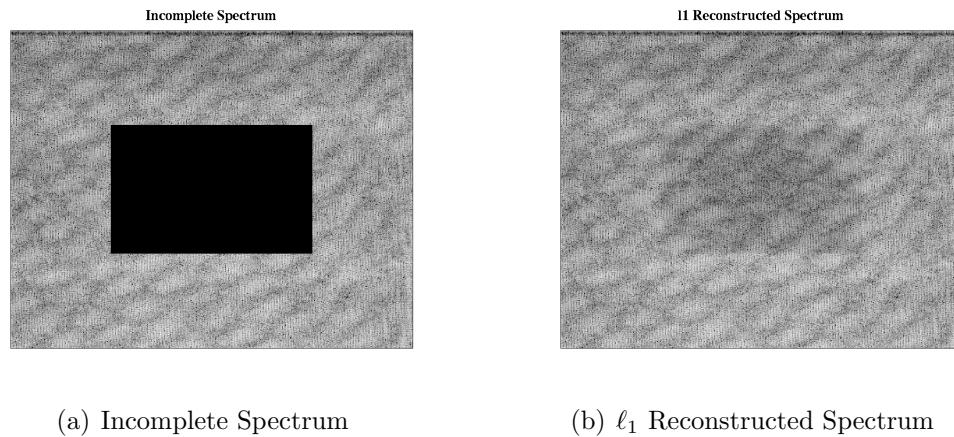 Incomplete Spectrum
l1 Reconstructed Spectrum
(a) Incomplete Spectrum
(b) ℓ₁ Reconstructed Spectrum